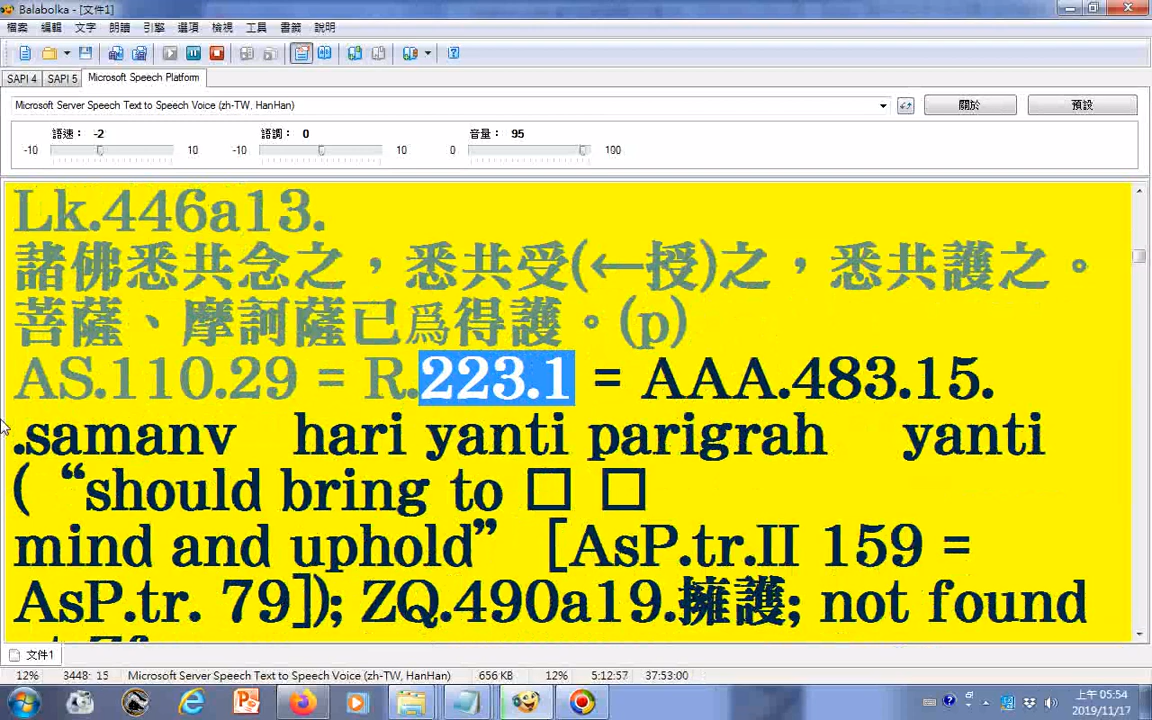 Balabolka - [文件1]
檔案 編輯 文字 朗讀 引擎 選項 檢視 工具 書籤 說明
SAPI 4 SAPI 5 Microsoft Speech Platform
Microsoft Server Speech Text to Speech Voice (zh-TW, HanHan) 關於 預設
語速： -2 語調： 0 音量： 95
-10 10 -10 10 0 100
Lk.446a13.
諸佛悉共念之，悉共受(←授)之，悉共護之。
菩薩、摩訶薩已爲得護。(p)
AS.110.29 = R.223.1 = AAA.483.15.
.samanv hari yanti parigrah yanti
(“should bring to □ □
mind and uphold” [AsP.tr.II 159 =
AsP.tr. 79]); ZQ.490a19.擁護; not found
文件1
12% 3448: 15 Microsoft Server Speech Text to Speech Voice (zh-TW, HanHan) 656 KB 12% 5:12:57 37:53:00
上午 05:54
2019/11/17